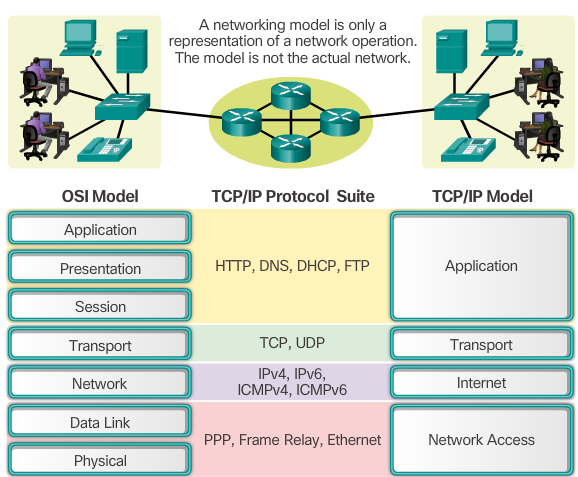 A networking model is only a
representation of a network operation.
The model is not the actual network.
OSI Model
TCP/IP Protocol Suite
TCP/IP Model
Application
Presentation
Session
HTTP, DNS, DHCP, FTP
Application
Transport
TCP, UDP
Transport
Network
IPv4, IPv6,
ICMPv4, ICMPv6
Internet
Data Link
Physical
PPP, Frame Relay, Ethernet
Network Access